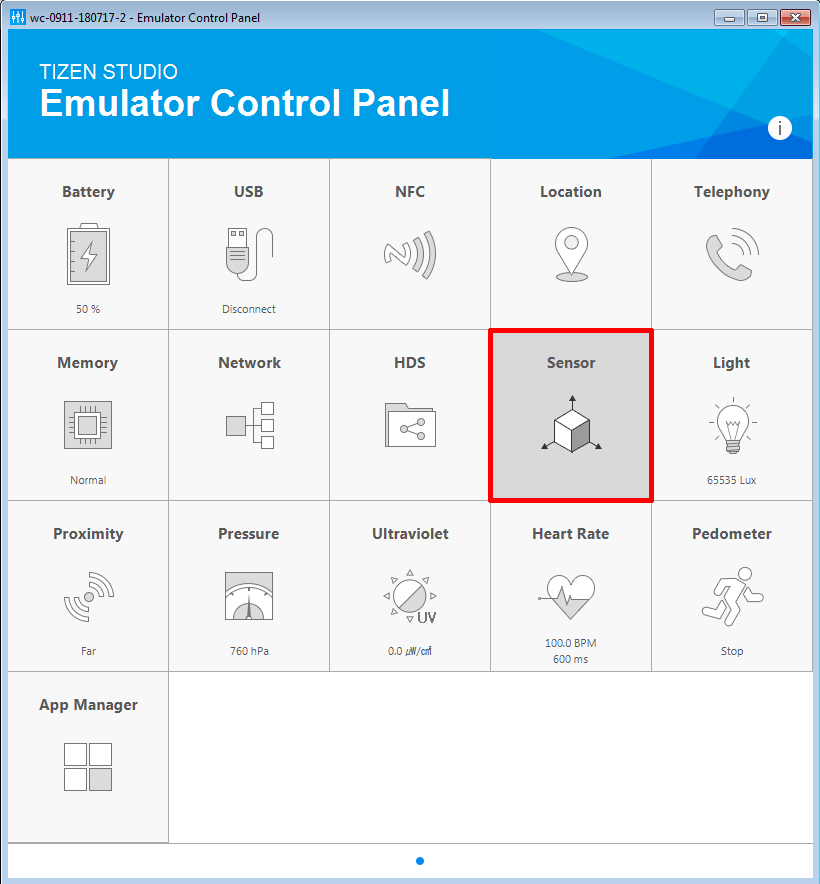 wc-0911-180717-2 - Emulator Control Panel
TIZEN STUDIO
Emulator Control Panel
i
Battery
USB
NFC
Location
Telephony
50 %
Disconnect
Memory
Network
HDS
Sensor
Light
Normal
65535 Lux
Proximity
Pressure
Ultraviolet
Heart Rate
Pedometer
UV
Far
760 hPa
0.0 ㎼/㎠
100.0 BPM
600 ms
Stop
App Manager